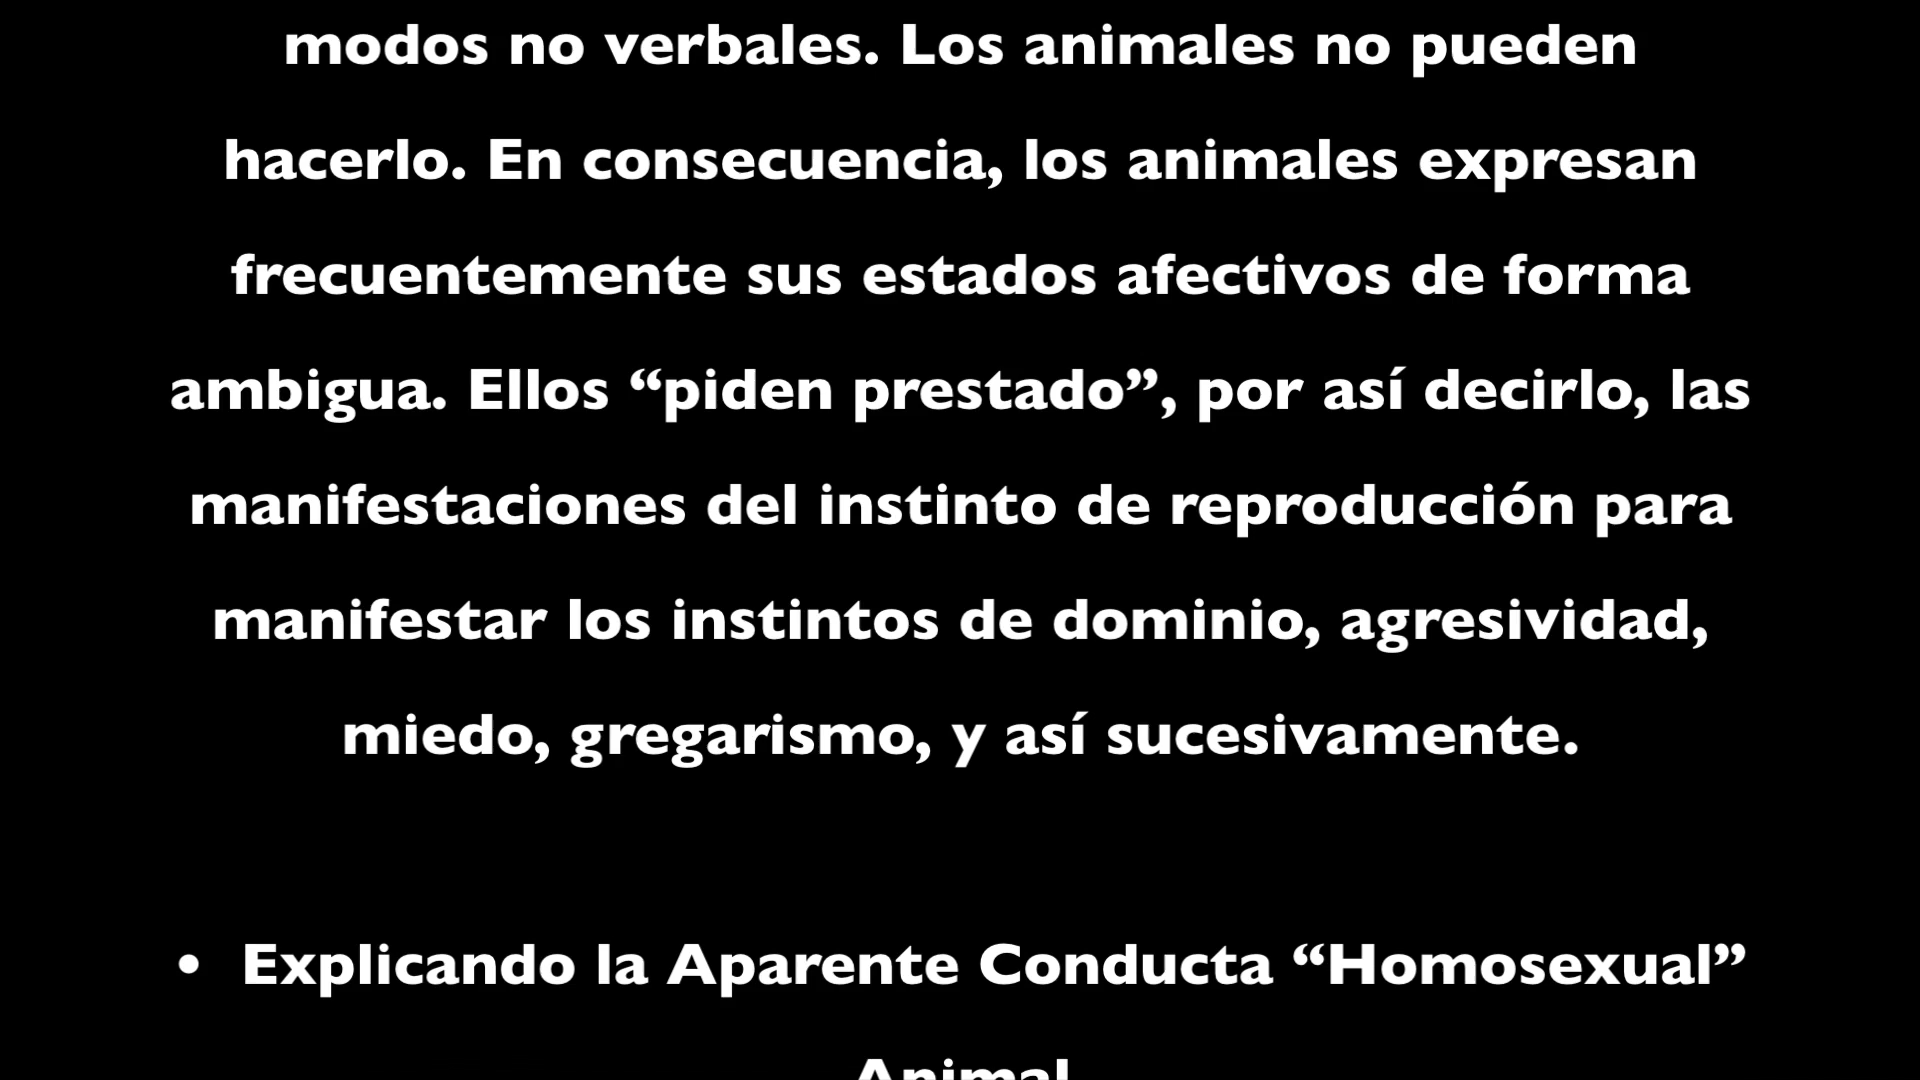 modos no verbales. Los animales no pueden
hacerlo. En consecuencia, los animales expresan
frecuentemente sus estados afectivos de forma
ambigua. Ellos “piden prestado”, por así decirlo, las
manifestaciones del instinto de reproducción para
manifestar los instintos de dominio, agresividad,
miedo, gregarismo, y así sucesivamente.
• Explicando la Aparente Conducta “Homosexual”
Animal